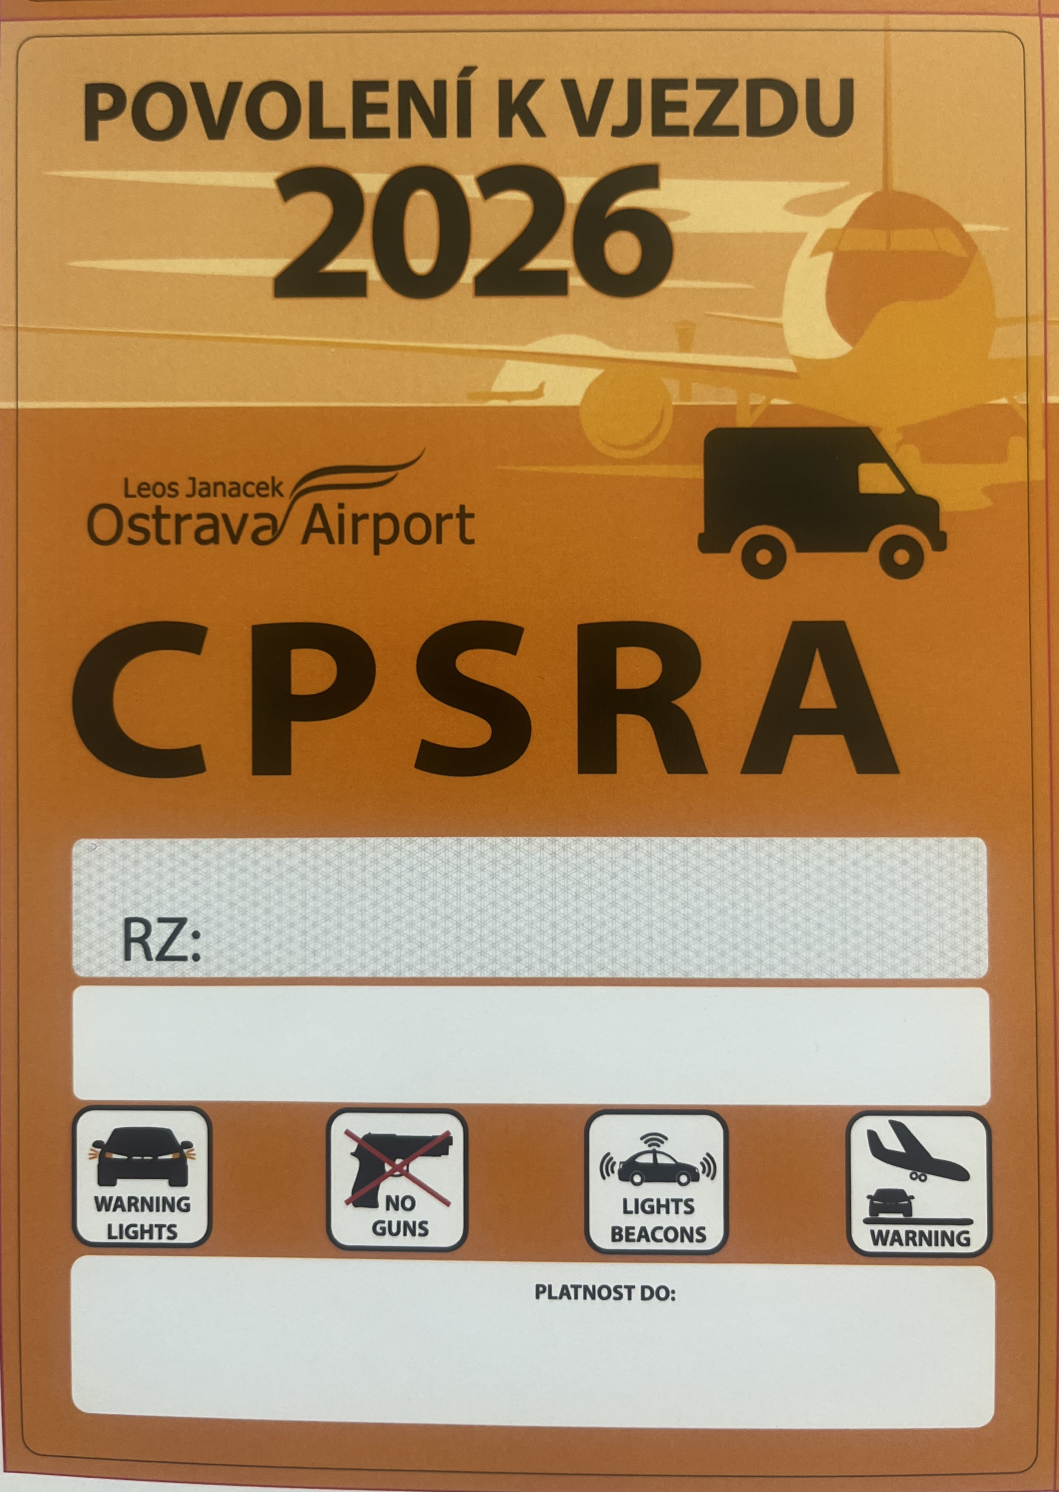 POVOLENÍ K VJEZDU
2026
Leos Janacek
Ostrava Airport
CPSRA
RZ:
WARNING
LIGHTS
NO
GUNS
LIGHTS
BEACONS
WARNING
PLATNOST DO: